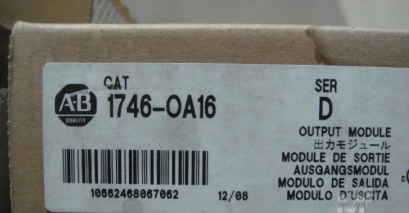 CAT
SER
AB
QUALITY
1746-OA16
D
OUTPUT MODULE
出力モジュール
MODULE DE SORTIE
AUSGANGSMODUL
MODULO DE SALIDA
MODULO D'USCITA
10662468067062
12/08